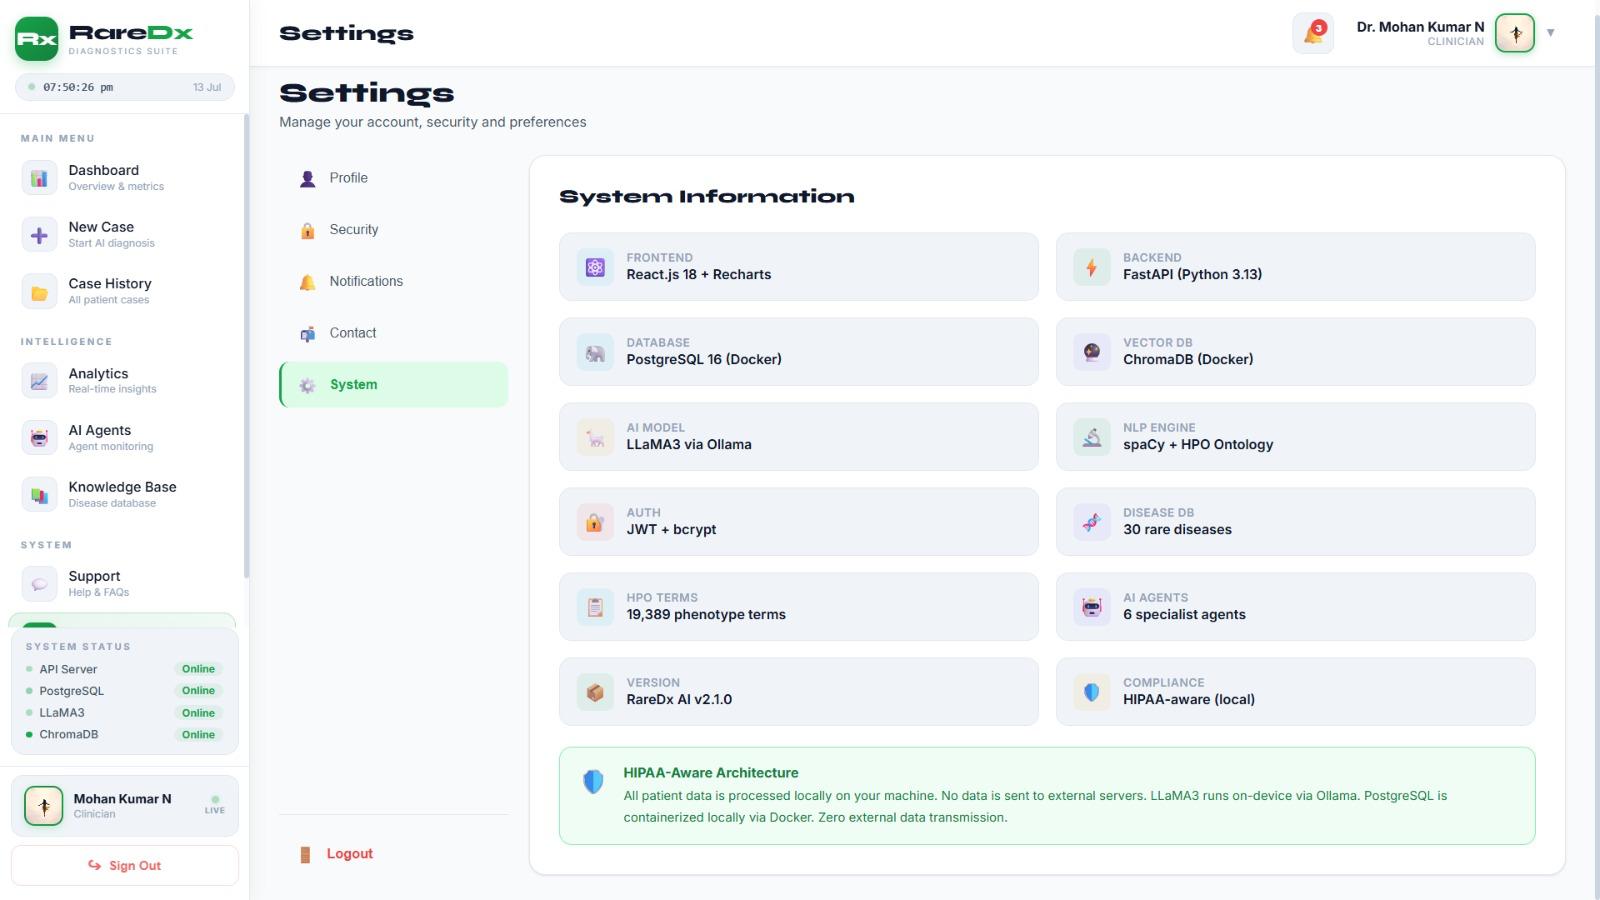 Rx
RareDx
DIAGNOSTICS SUITE
07:50:26 pm
13 Jul
MAIN MENU
Dashboard
Overview & metrics
New Case
Start AI diagnosis
Case History
All patient cases
INTELLIGENCE
Analytics
Real-time insights
AI Agents
Agent monitoring
Knowledge Base
Disease database
SYSTEM
Support
Help & FAQs
SYSTEM STATUS
API Server Online
PostgreSQL Online
LLaMA3 Online
ChromaDB Online
Mohan Kumar N
Clinician
LIVE
Sign Out
Settings
3
Dr. Mohan Kumar N
CLINICIAN
Settings
Manage your account, security and preferences
Profile
Security
Notifications
Contact
System
Logout
System Information
FRONTEND
React.js 18 + Recharts
BACKEND
FastAPI (Python 3.13)
DATABASE
PostgreSQL 16 (Docker)
VECTOR DB
ChromaDB (Docker)
AI MODEL
LLaMA3 via Ollama
NLP ENGINE
spaCy + HPO Ontology
AUTH
JWT + bcrypt
DISEASE DB
30 rare diseases
HPO TERMS
19,389 phenotype terms
AI AGENTS
6 specialist agents
VERSION
RareDx AI v2.1.0
COMPLIANCE
HIPAA-aware (local)
HIPAA-Aware Architecture
All patient data is processed locally on your machine. No data is sent to external servers. LLaMA3 runs on-device via Ollama. PostgreSQL is
containerized locally via Docker. Zero external data transmission.